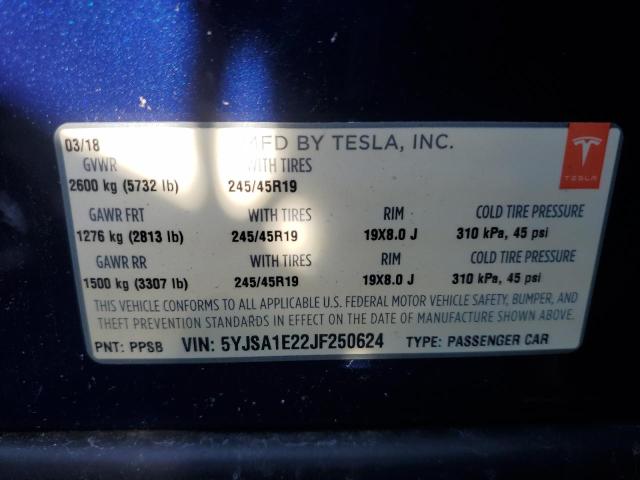 03/18 MFD BY TESLA, INC.
GVWR WITH TIRES
2600 kg (5732 lb) 245/45R19
TESLA
GAWR FRT WITH TIRES RIM COLD TIRE PRESSURE
1276 kg (2813 lb) 245/45R19 19X8.0 J 310 kPa, 45 psi
GAWR RR WITH TIRES RIM COLD TIRE PRESSURE
1500 kg (3307 lb) 245/45R19 19X8.0 J 310 kPa, 45 psi
THIS VEHICLE CONFORMS TO ALL APPLICABLE U.S. FEDERAL MOTOR VEHICLE SAFETY, BUMPER, AND
THEFT PREVENTION STANDARDS IN EFFECT ON THE DATE OF MANUFACTURE SHOWN ABOVE.
PNT: PPSB VIN: 5YJSA1E22JF250624 TYPE: PASSENGER CAR